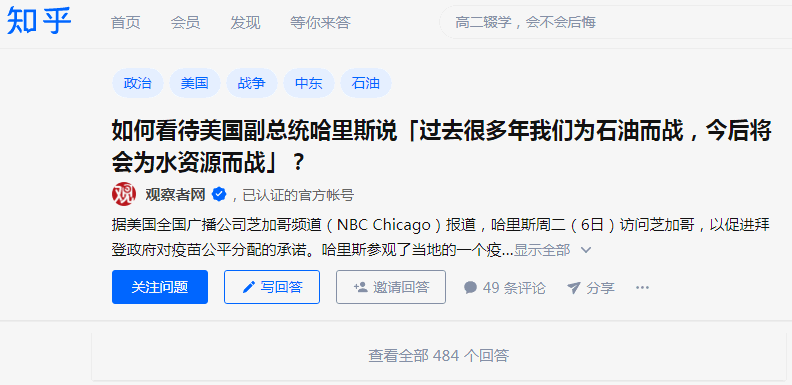 知乎 首页 会员 发现 等你来答 高二辍学，会不会后悔
政治 美国 战争 中东 石油
如何看待美国副总统哈里斯说「过去很多年我们为石油而战，今后将
会为水资源而战」？
观 观察者网 ，已认证的官方帐号
据美国全国广播公司芝加哥频道（NBC Chicago）报道，哈里斯周二（6日）访问芝加哥，以促进拜
登政府对疫苗公平分配的承诺。哈里斯参观了当地的一个疫...显示全部
关注问题 写回答 邀请回答 49 条评论 分享 ···
查看全部 484 个回答